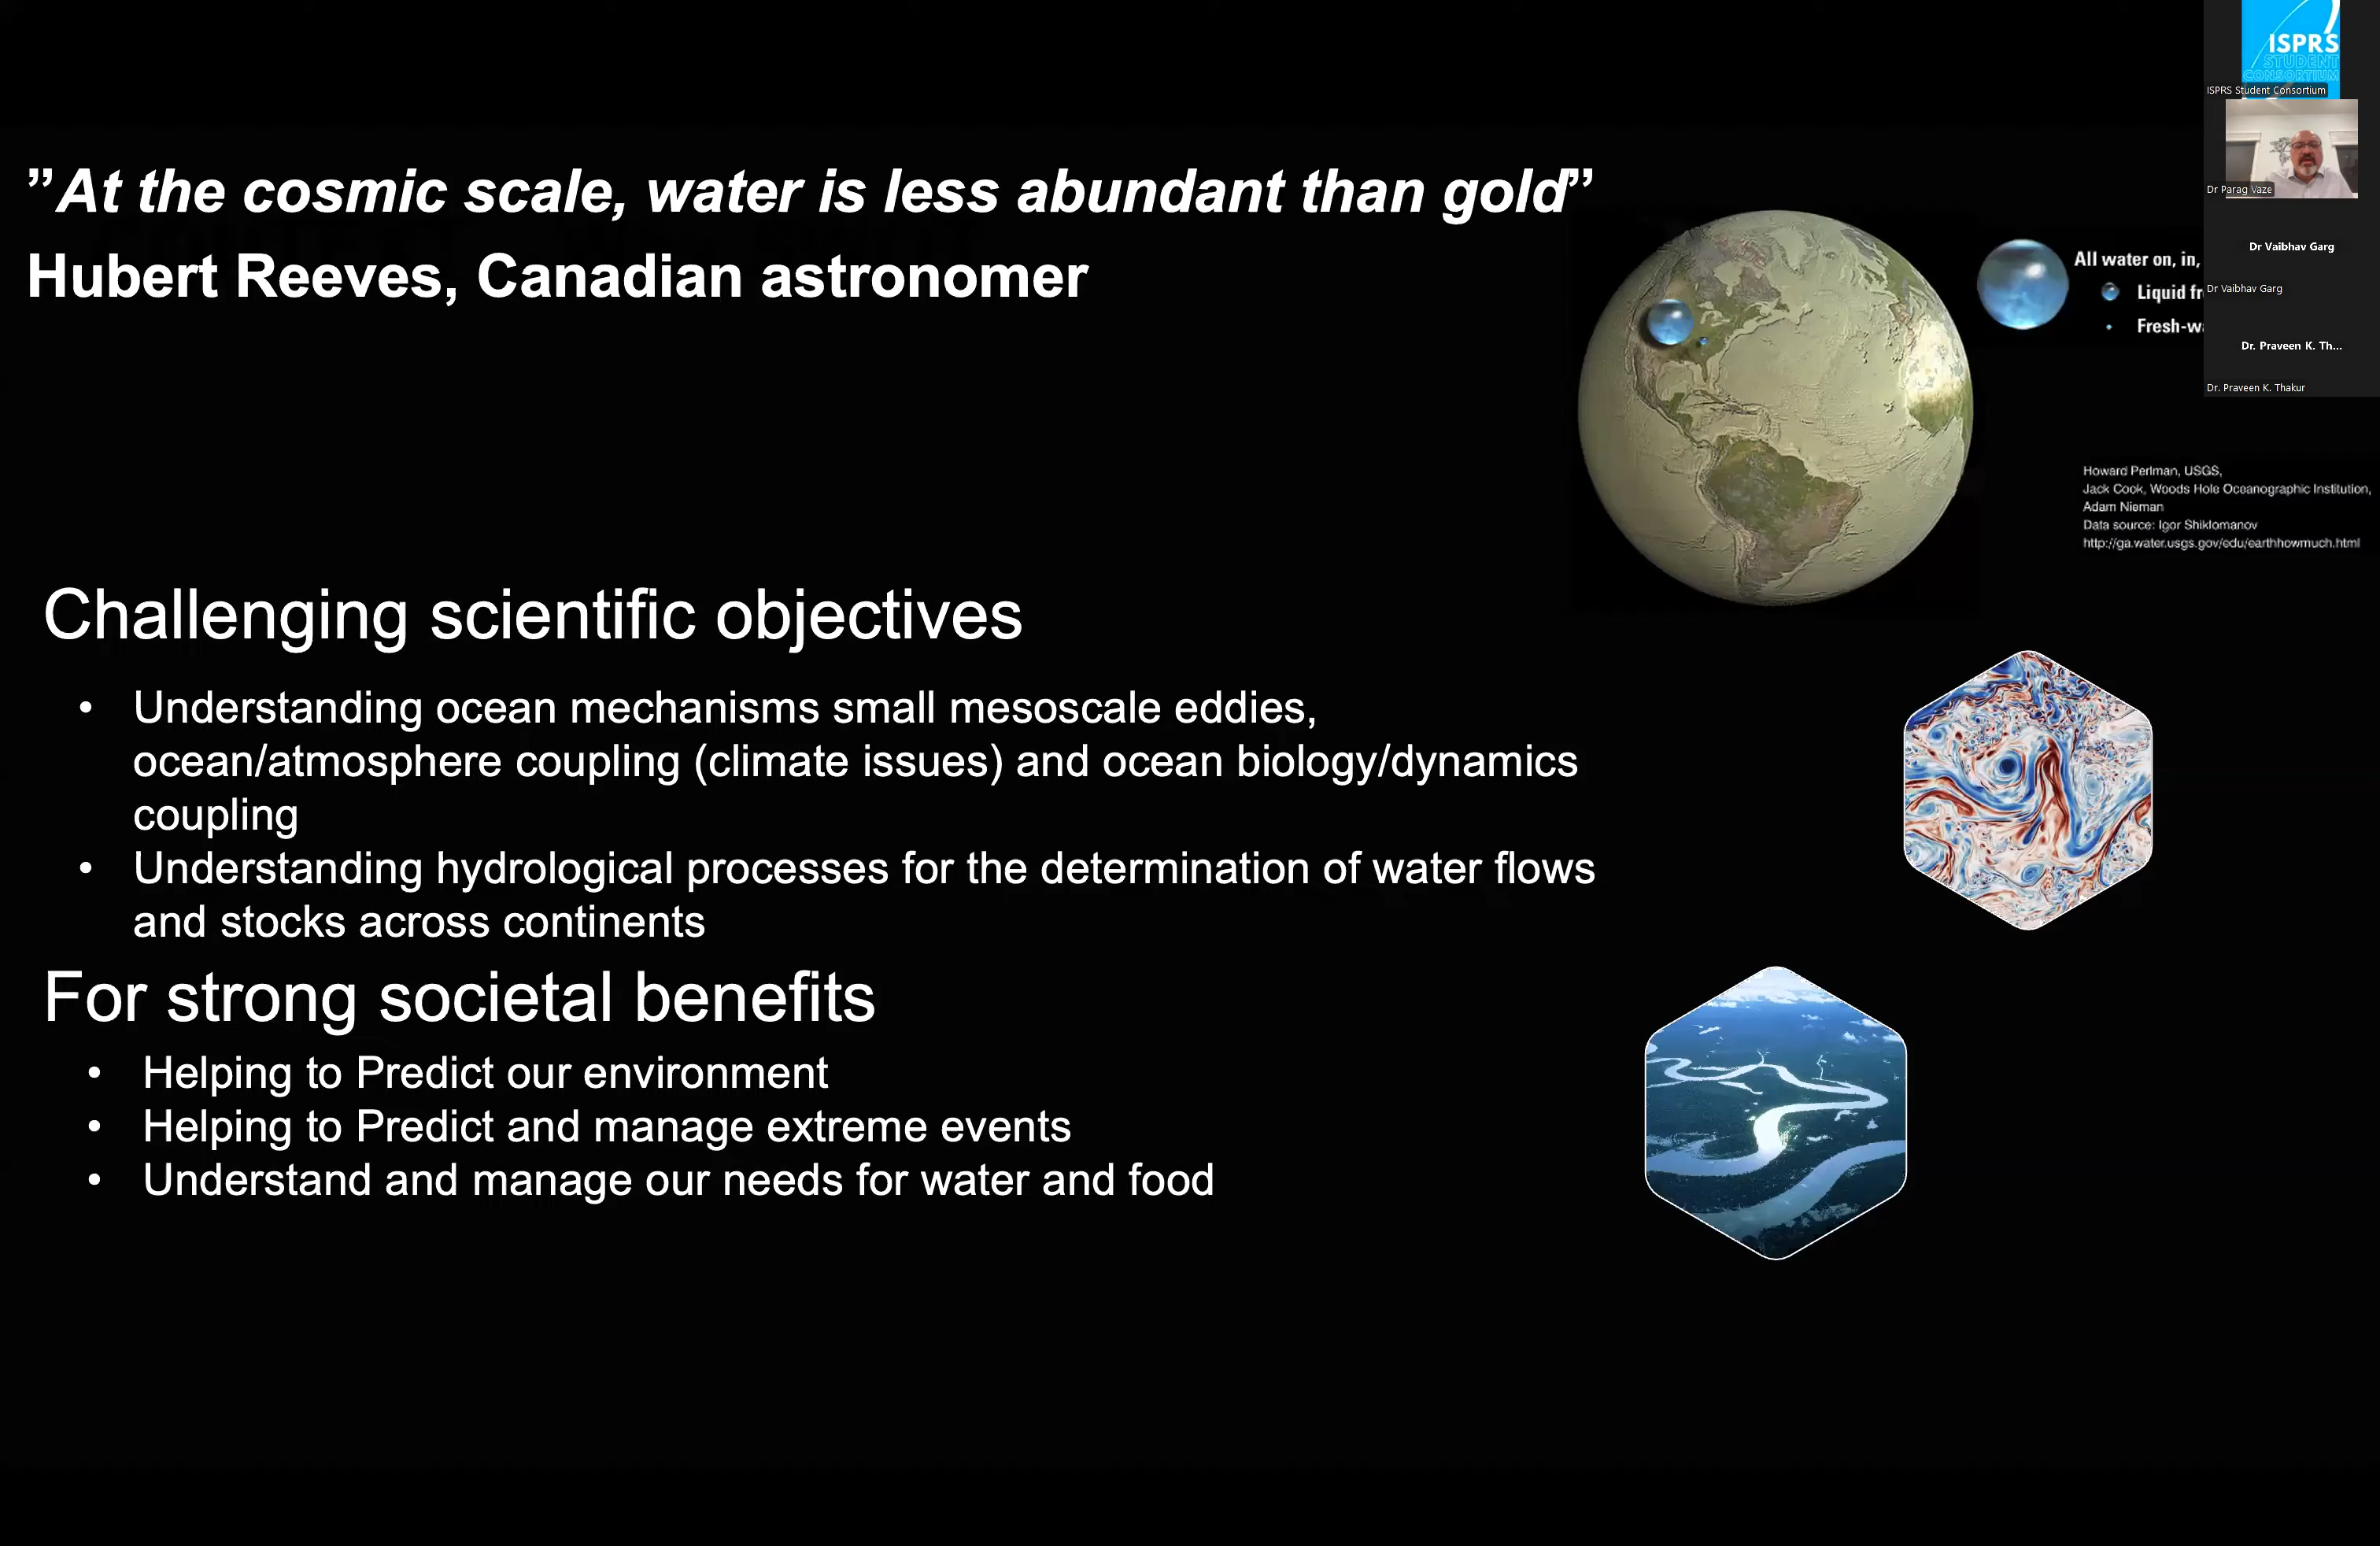 ”At the cosmic scale, water is less abundant than gold”
Hubert Reeves, Canadian astronomer
All water on, in,
Liquid
Howard Perlman, USGS,
Jack Cook, Woods Hole Oceanographic Institution,
Adam Nieman
Data source: Igor Shiklomanov
http://ga.water.usgs.gov/edu/earthhowmuch.html
Challenging scientific objectives
• Understanding ocean mechanisms small mesoscale eddies,
ocean/atmosphere coupling (climate issues) and ocean biology/dynamics
coupling
• Understanding hydrological processes for the determination of water flows
and stocks across continents
For strong societal benefits
• Helping to Predict our environment
• Helping to Predict and manage extreme events
• Understand and manage our needs for water and food
ISPRS
STUDENT
CONSORTIUM
ISPRS Student Consortium
Dr Parag Vaze
Dr Vaibhav Garg
Dr Vaibhav Garg
Dr. Praveen K. Th...
Dr. Praveen K. Thakur